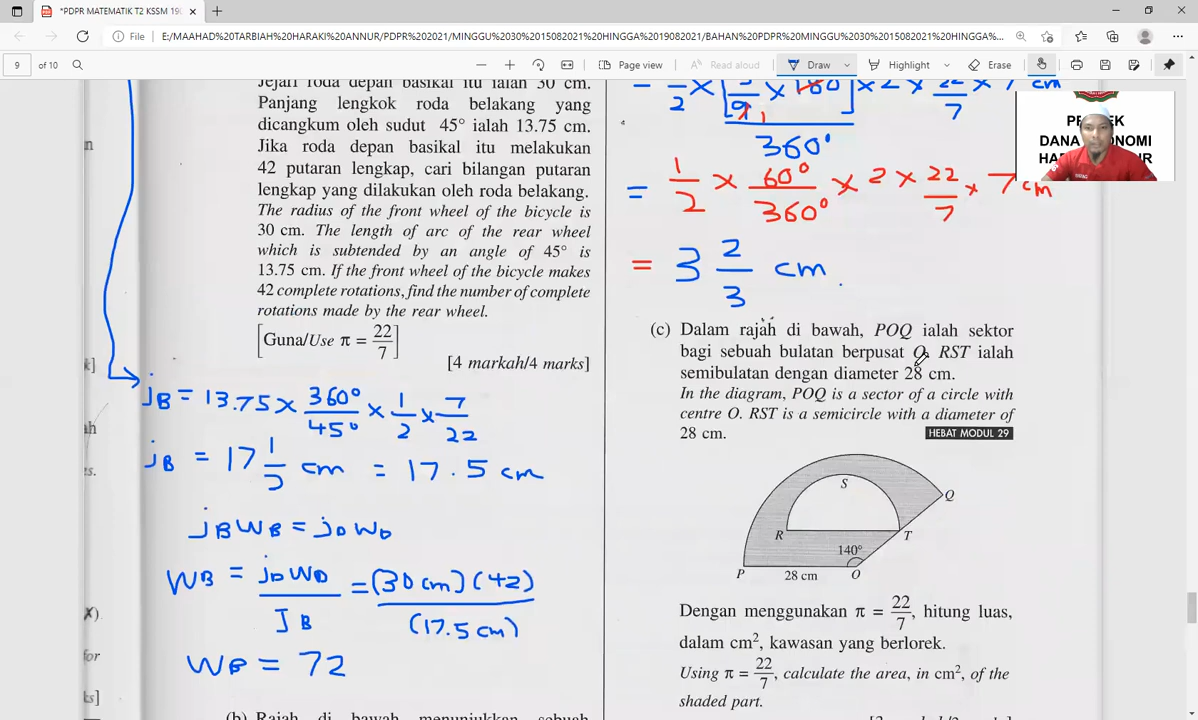 *PDPR MATEMATIK T2 KSSM 190
File
E:/MAAHAD%20TARBIAH%20HARAKI%20ANNUR/PDPR%202021/MINGGU%2030%2015082021%20HINGGA%2019082021/BAHAN%20PDPR%20MINGGU%2030%2015082021%20HINGGA%...
9 of 10
Page view
Read aloud
Draw
Highlight
Erase
Jejari roda depan basikal itu ialah 30 cm.
Panjang lengkok roda belakang yang
dicangkum oleh sudut 45° ialah 13.75 cm.
Jika roda depan basikal itu melakukan
42 putaran lengkap, cari bilangan putaran
lengkap yang dilakukan oleh roda belakang.
The radius of the front wheel of the bicycle is
30 cm. The length of arc of the rear wheel
which is subtended by an angle of 45° is
13.75 cm. If the front wheel of the bicycle makes
42 complete rotations, find the number of complete
rotations made by the rear wheel.
[Guna/Use π = 22/7]
[4 markah/4 marks]
jB = 13.75 × 360°/45° × 1/2 × 7/22
jB = 17 1/2 cm = 17.5 cm
jB WB = jD WD
WB = jD WD / JB = (30 cm)(42) / (17.5 cm)
WB = 72
(b) Rajah di bawah menunjukkan sebuah
360°
= 1/2 × 60°/360° × 2 × 22/7 × 7 cm
= 3 2/3 cm.
(c) Dalam rajah di bawah, POQ ialah sektor
bagi sebuah bulatan berpusat O. RST ialah
semibulatan dengan diameter 28 cm.
In the diagram, POQ is a sector of a circle with
centre O. RST is a semicircle with a diameter of
28 cm.
HEBAT MODUL 29
S
Q
R
T
140°
P
28 cm
O
Dengan menggunakan π = 22/7, hitung luas,
dalam cm², kawasan yang berlorek.
Using π = 22/7, calculate the area, in cm², of the
shaded part.